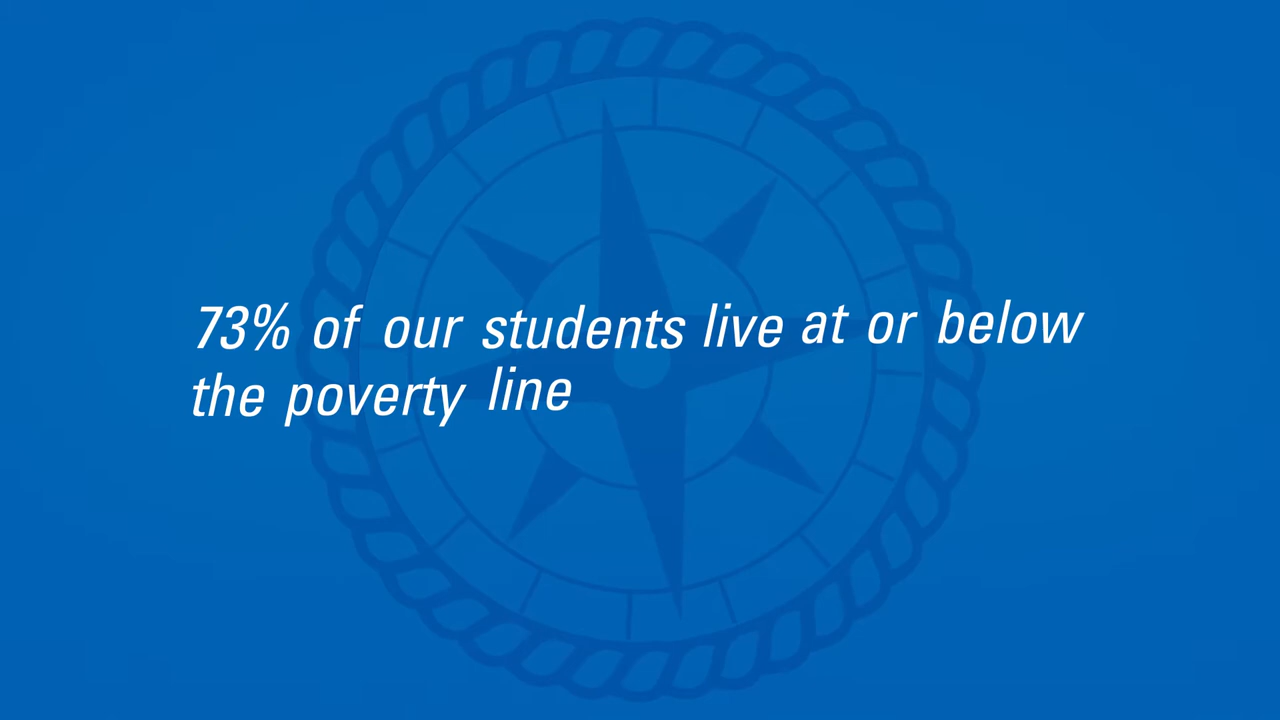 73% of our students live at or below
the poverty line